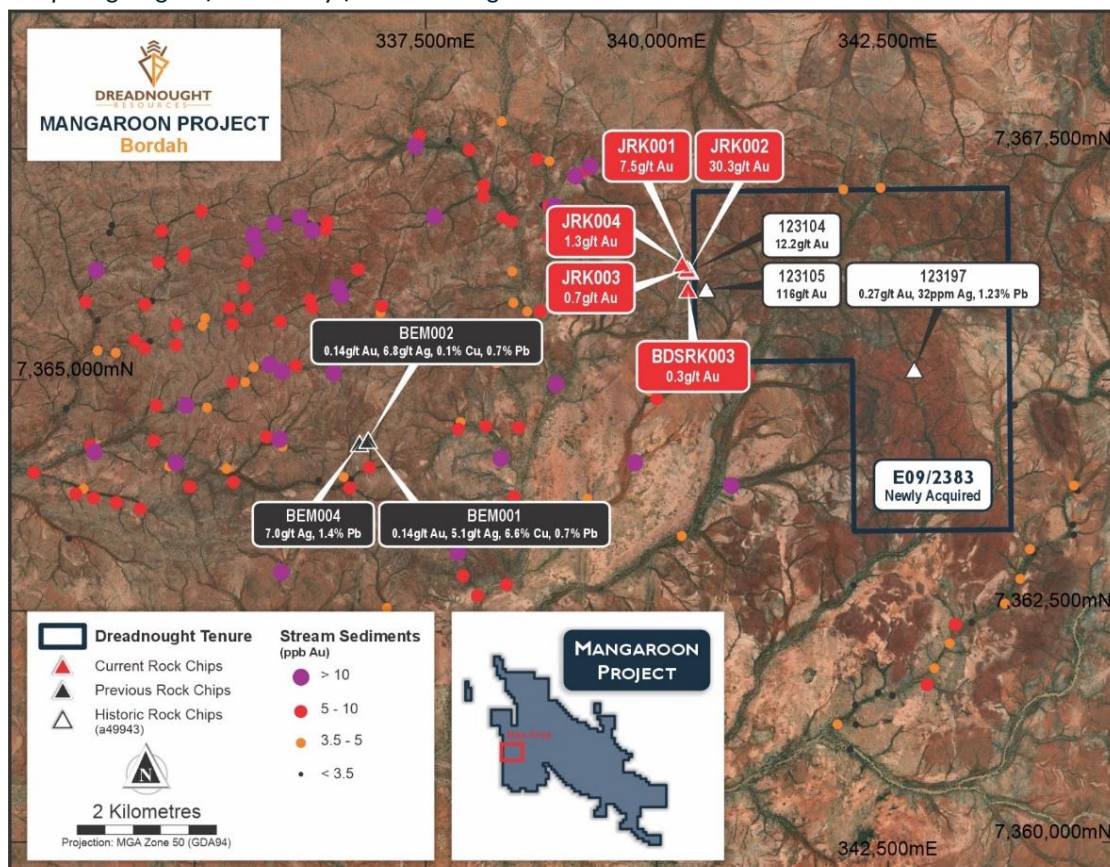 337,500mE
340,000mE
342,500mE
DREADNOUGHT
RESOURCES
MANGAROON PROJECT
Bordah
7,367,500mN
JRK001
7.5g/t Au
JRK002
30.3g/t Au
JRK004
1.3g/t Au
123104
12.2g/t Au
JRK003
0.7g/t Au
123105
116g/t Au
123197
0.27g/t Au, 32ppm Ag, 1.23% Pb
BEM002
0.14g/t Au, 6.8g/t Ag, 0.1% Cu, 0.7% Pb
BDSRK003
0.3g/t Au
7,365,000mN
E09/2383
Newly Acquired
BEM004
7.0g/t Ag, 1.4% Pb
BEM001
0.14g/t Au, 5.1g/t Ag, 6.6% Cu, 0.7% Pb
7,362,500mN
Dreadnought Tenure
Current Rock Chips
Previous Rock Chips
Historic Rock Chips
(a49943)
N
2 Kilometres
Projection: MGA Zone 50 (GDA94)
Stream Sediments
(ppb Au)
> 10
5 - 10
3.5 - 5
< 3.5
MANGAROON
PROJECT
7,360,000mN
342,500mE